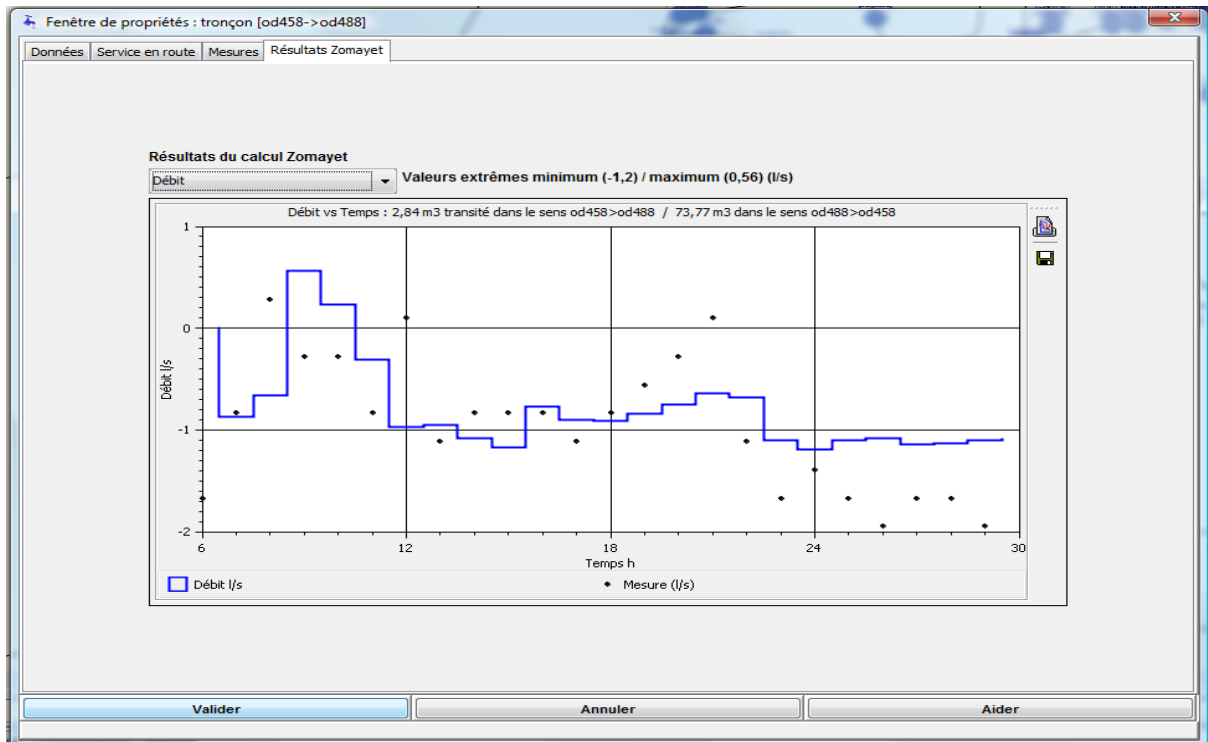 Fenêtre de propriétés : tronçon [od458->od488]
Données Service en route Mesures Résultats Zomayet
Résultats du calcul Zomayet
Débit Valeurs extrêmes minimum (-1,2) / maximum (0,56) (l/s)
Débit vs Temps : 2,84 m3 transité dans le sens od458>od488 / 73,77 m3 dans le sens od488>od458
1
0
-1
-2
Débit l/s
6 12 18 24 30
Temps h
Débit l/s Mesure (l/s)
Valider Annuler Aider